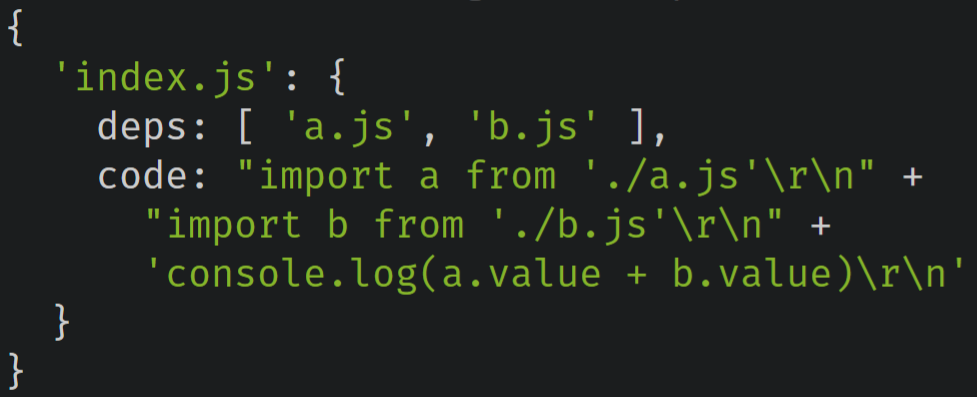 {
  'index.js': {
    deps: [ 'a.js', 'b.js' ],
    code: "import a from './a.js'\r\n" +
      "import b from './b.js'\r\n" +
      'console.log(a.value + b.value)\r\n'
  }
}